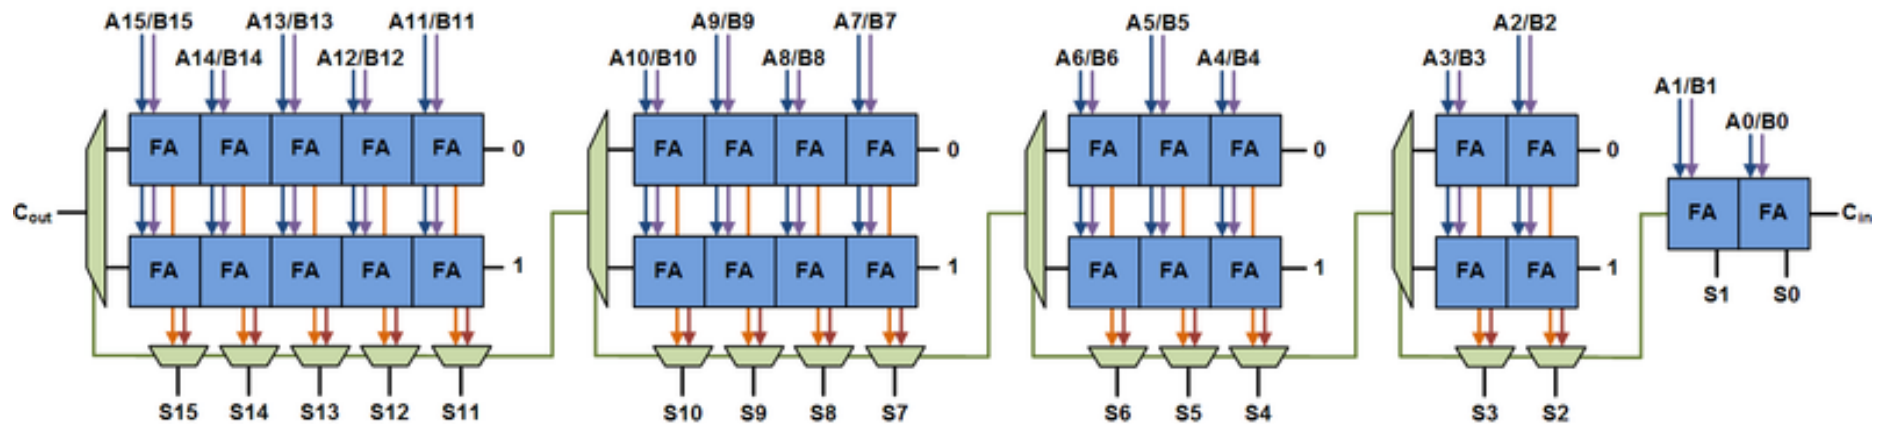 A15/B15 A13/B13 A11/B11 A9/B9 A7/B7 A5/B5 A2/B2
A14/B14 A12/B12 A10/B10 A8/B8 A6/B6 A4/B4 A3/B3
A1/B1
A0/B0
FA FA FA FA FA 0 FA FA FA FA 0 FA FA FA 0 FA FA 0
Cout FA FA Cin
FA FA FA FA FA 1 FA FA FA FA 1 FA FA FA 1 FA FA 1
S1 S0
S15 S14 S13 S12 S11 S10 S9 S8 S7 S6 S5 S4 S3 S2